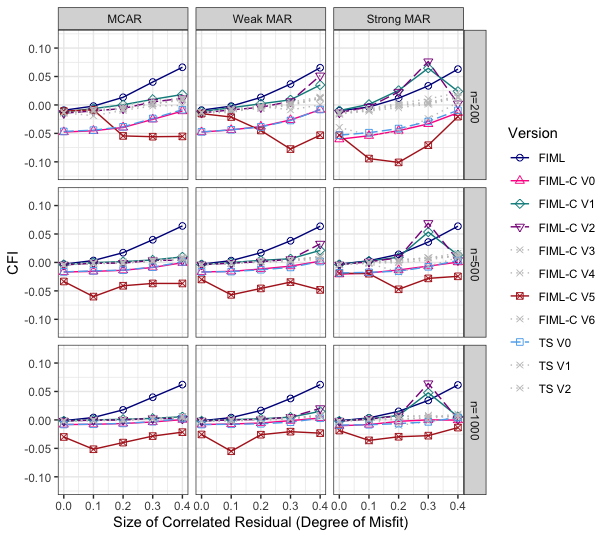 MCAR
Weak MAR
Strong MAR
0.10
0.05
0.00
-0.05
-0.10
n=200
0.10
0.05
0.00
-0.05
-0.10
n=500
0.10
0.05
0.00
-0.05
-0.10
n=1000
CFI
0.0 0.1 0.2 0.3 0.4
0.0 0.1 0.2 0.3 0.4
0.0 0.1 0.2 0.3 0.4
Size of Correlated Residual (Degree of Misfit)
Version
FIML
FIML-C V0
FIML-C V1
FIML-C V2
FIML-C V3
FIML-C V4
FIML-C V5
FIML-C V6
TS V0
TS V1
TS V2